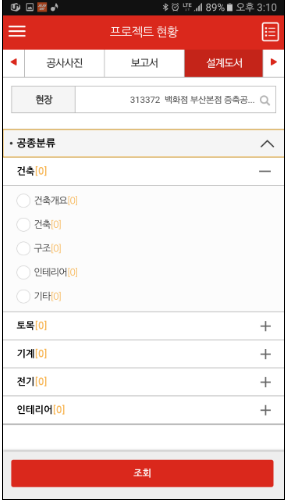 89% 오후 3:10
프로젝트 현황
공사사진 보고서 설계도서
현장 313372 백화점 부산본점 증축공...
• 공종분류
건축[0]
건축개요[0]
건축[0]
구조[0]
인테리어[0]
기타[0]
토목[0]
기계[0]
전기[0]
인테리어[0]
조회